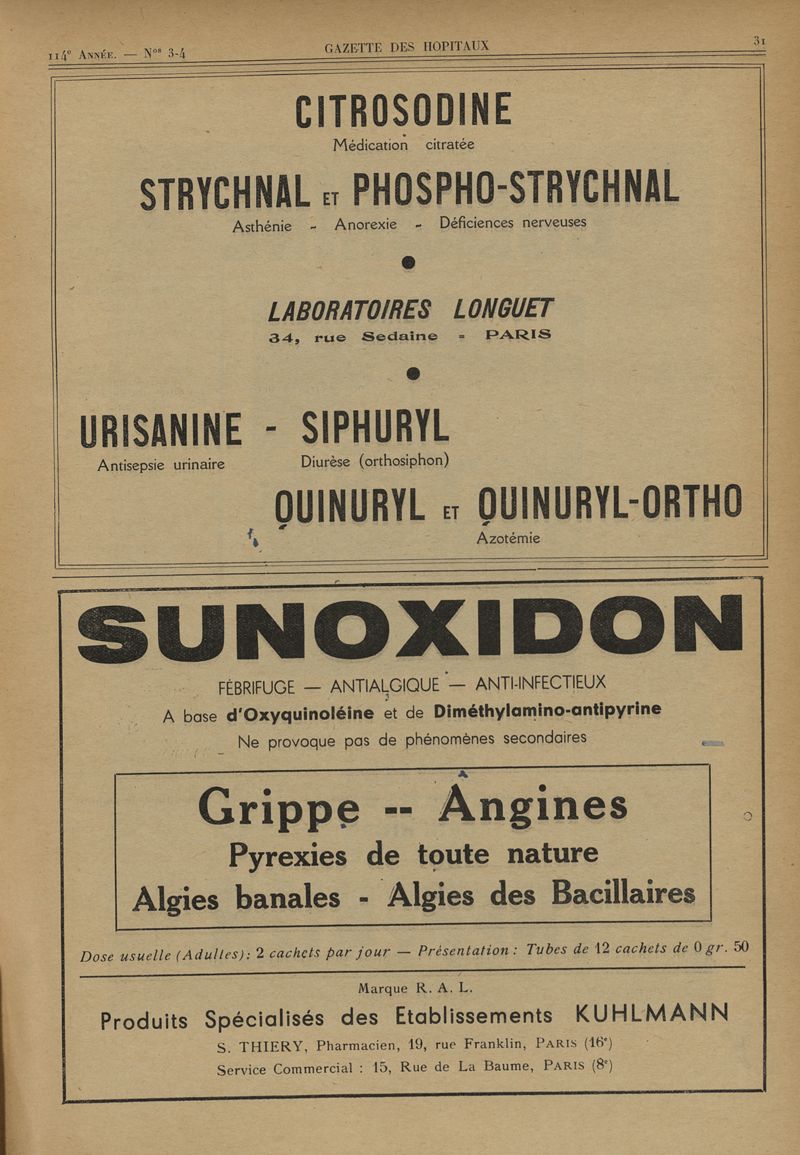 114e Année. — Nos 3-4
GAZETTE DES HOPITAUX
31
CITROSODINE
Médication citratée
STRYCHNAL ET PHOSPHO-STRYCHNAL
Asthénie - Anorexie - Déficiences nerveuses
LABORATOIRES LONGUET
34, rue Sedaine = PARIS
URISANINE - SIPHURYL
Antisepsie urinaire Diurèse (orthosiphon)
QUINURYL ET QUINURYL-ORTHO
Azotémie
SUNOXIDON
FÉBRIFUGE — ANTIALGIQUE — ANTI-INFECTIEUX
A base d'Oxyquinoléine et de Diméthylamino-antipyrine
Ne provoque pas de phénomènes secondaires
Grippe -- Angines
Pyrexies de toute nature
Algies banales - Algies des Bacillaires
Dose usuelle (Adultes): 2 cachets par jour — Présentation : Tubes de 12 cachets de 0 gr. 50
Marque R. A. L.
Produits Spécialisés des Etablissements KUHLMANN
S. THIERY, Pharmacien, 19, rue Franklin, PARIS (16e)
Service Commercial : 15, Rue de La Baume, PARIS (8e)